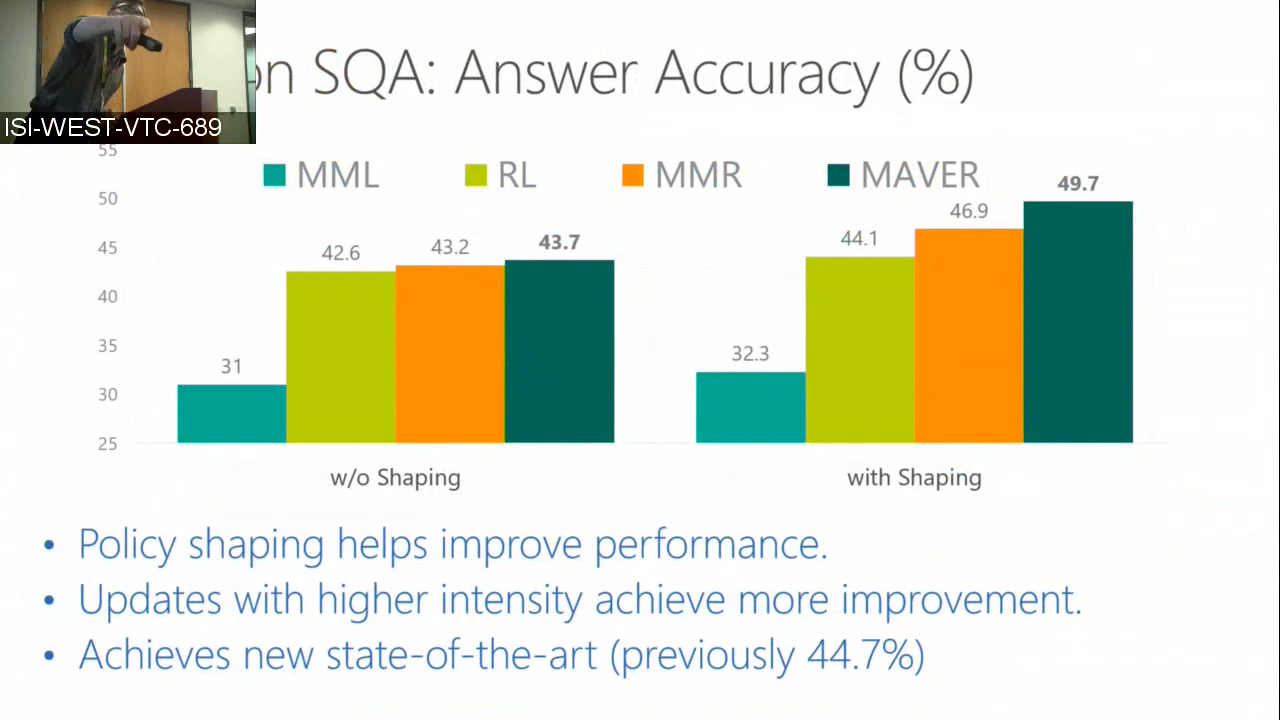 ISI-WEST-VTC-689
on SQA: Answer Accuracy (%)
MML RL MMR MAVER
55
50
45
40
35
30
25
31
42.6
43.2
43.7
32.3
44.1
46.9
49.7
w/o Shaping
with Shaping
• Policy shaping helps improve performance.
• Updates with higher intensity achieve more improvement.
• Achieves new state-of-the-art (previously 44.7%)